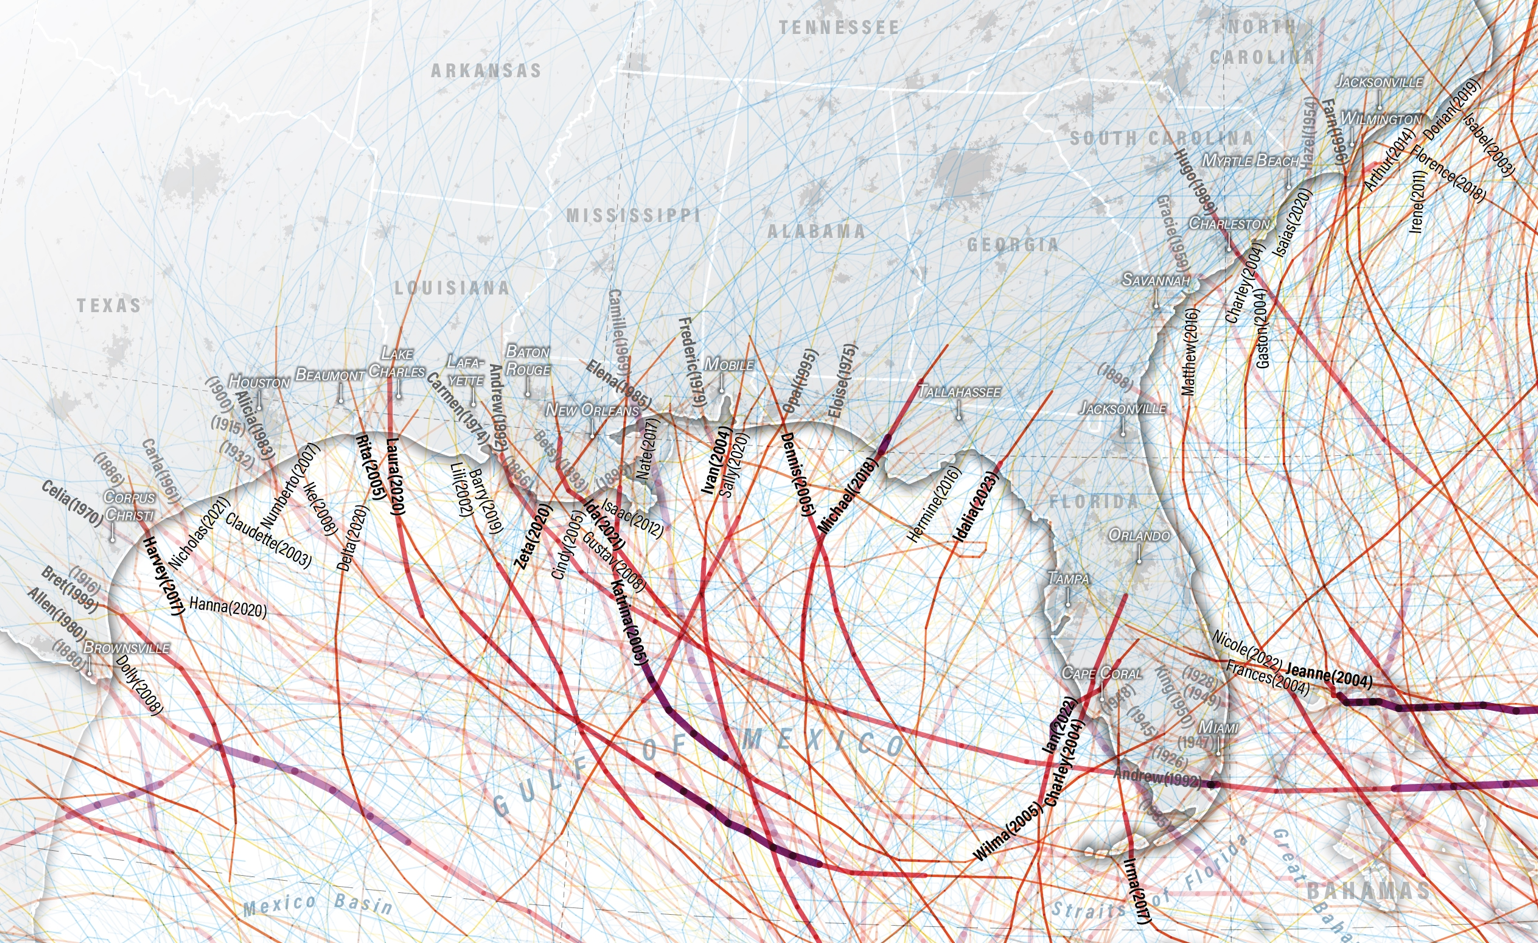 TENNESSEE
NORTH
CAROLINA
ARKANSAS
JACKSONVILLE
WILMINGTON
Dorian(2019)
Isabel(2003)
Hazel(1954)
Fran(1996)
SOUTH CAROLINA
MYRTLE BEACH
Arthur(2014)
Florence(2018)
Irene(2011)
Hugo(1989)
Gracie(1959)
CHARLESTON
Isaias(2020)
MISSISSIPPI
ALABAMA
GEORGIA
SAVANNAH
Charley(2004)
Gaston(2004)
Matthew(2016)
TEXAS
LOUISIANA
Camille(1969)
Frederic(1979)
Elena(1985)
Opal(1995)
Eloise(1975)
LAKE
CHARLES
LAFA-
YETTE
BATON
ROUGE
HOUSTON
BEAUMONT
MOBILE
TALLAHASSEE
(1898)
JACKSONVILLE
(1900)
Alicia(1983)
(1915)
(1932)
Carmen(1974)
Andrew(1992)
NEW ORLEANS
Betsy(1965)
(1856)
Nate(2017)
Carla(1961)
(1886)
Celia(1970)
CORPUS
CHRISTI
Humberto(2007)
Rita(2005)
Laura(2020)
Lili(2002)
Barry(2019)
Ike(2008)
Nicholas(2021)
Claudette(2003)
Delta(2020)
Zeta(2020)
Cindy(2005)
Ida(2021)
Isaac(2012)
Gustav(2008)
Ivan(2004)
Sally(2020)
Dennis(2005)
Michael(2018)
Hermine(2016)
Idalia(2023)
FLORIDA
ORLANDO
TAMPA
Harvey(2017)
Hanna(2020)
Katrina(2005)
(1916)
Bret(1999)
Allen(1980)
(1880)
BROWNSVILLE
Dolly(2008)
CAPE CORAL
Nicole(2022)
Frances(2004)
Jeanne(2004)
(1928)
(1949)
King(1950)
(1948)
(1945)
(1947)
(1926)
MIAMI
Ian(2022)
Charley(2004)
Andrew(1992)
Wilma(2005)
Irma(2017)
GULF OF MEXICO
Mexico Basin
Straits of Florida
Great Baha
BAHAMAS